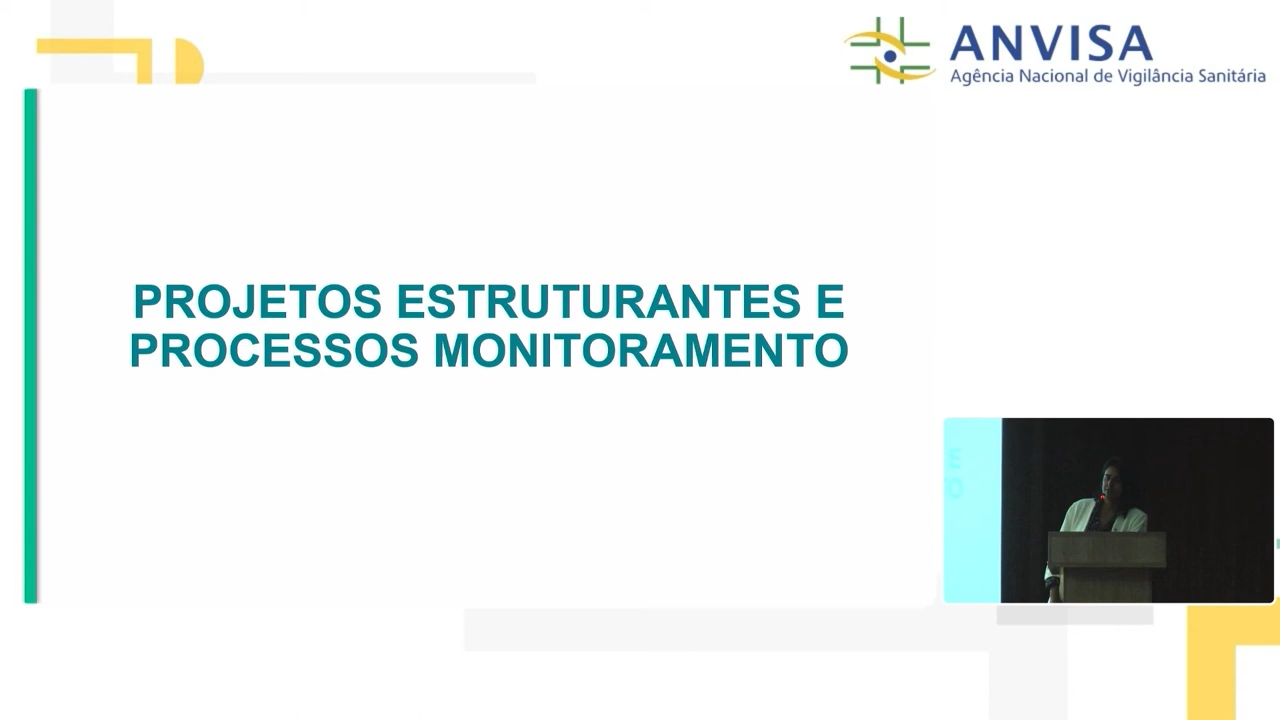 ANVISA
Agência Nacional de Vigilância Sanitária
PROJETOS ESTRUTURANTES E
PROCESSOS MONITORAMENTO
E
O